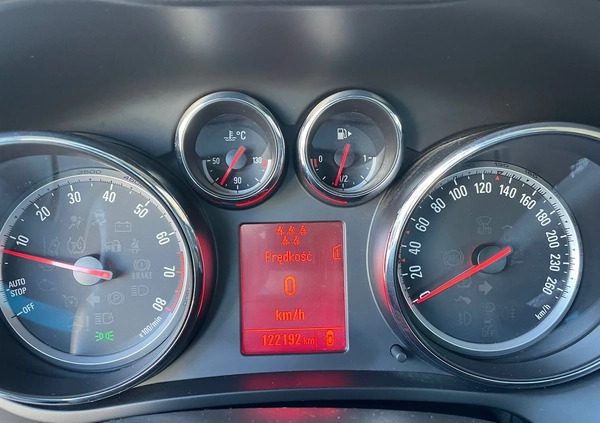 °C
50 90 130
0 1/2 1
10 20 30 40 50 60 70 80
AUTO STOP
OFF
x100/min
BRAKE
Prędkość
0
km/h
122192 km
0 20 40 60 80 100 120 140 160 180 200 220 240 260
km/h